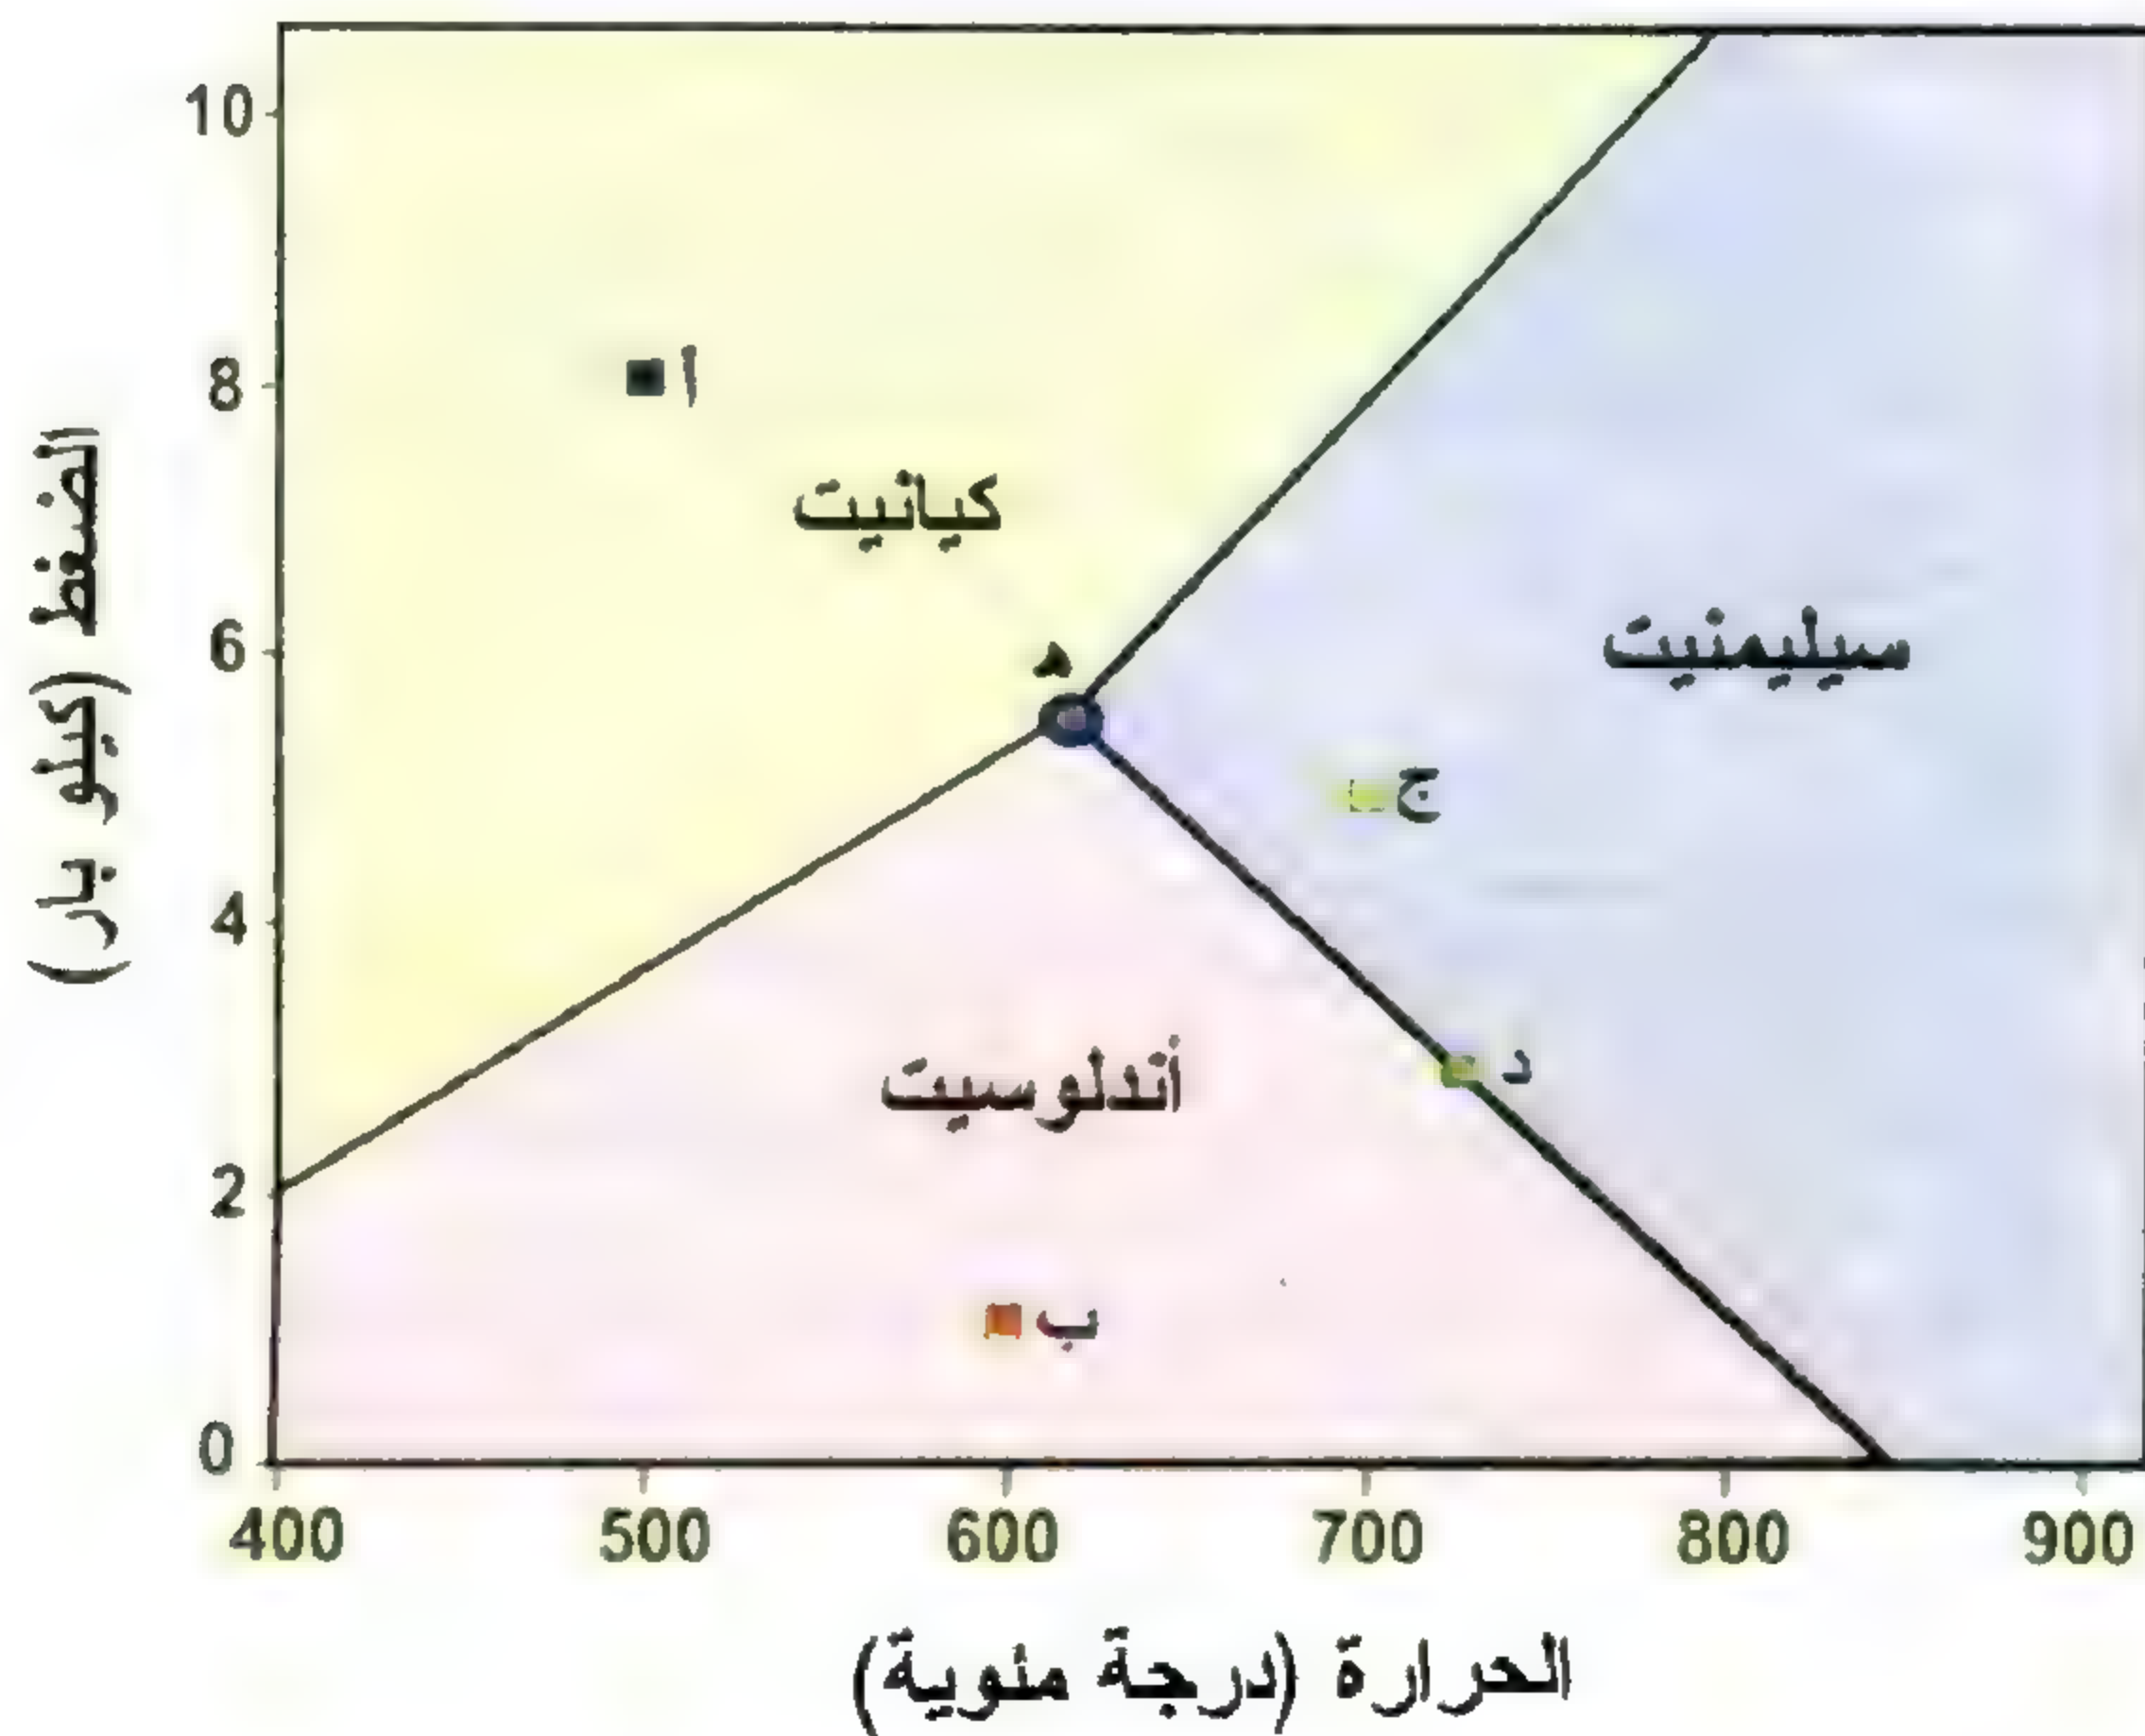 10
8
6
4
2
0
الضغط (كيلو بار)
ا
كيانيت
ه
سيليمنيت
ج
أندلوسيت
د
ب
400 500 600 700 800 900
الحرارة (درجة مئوية)